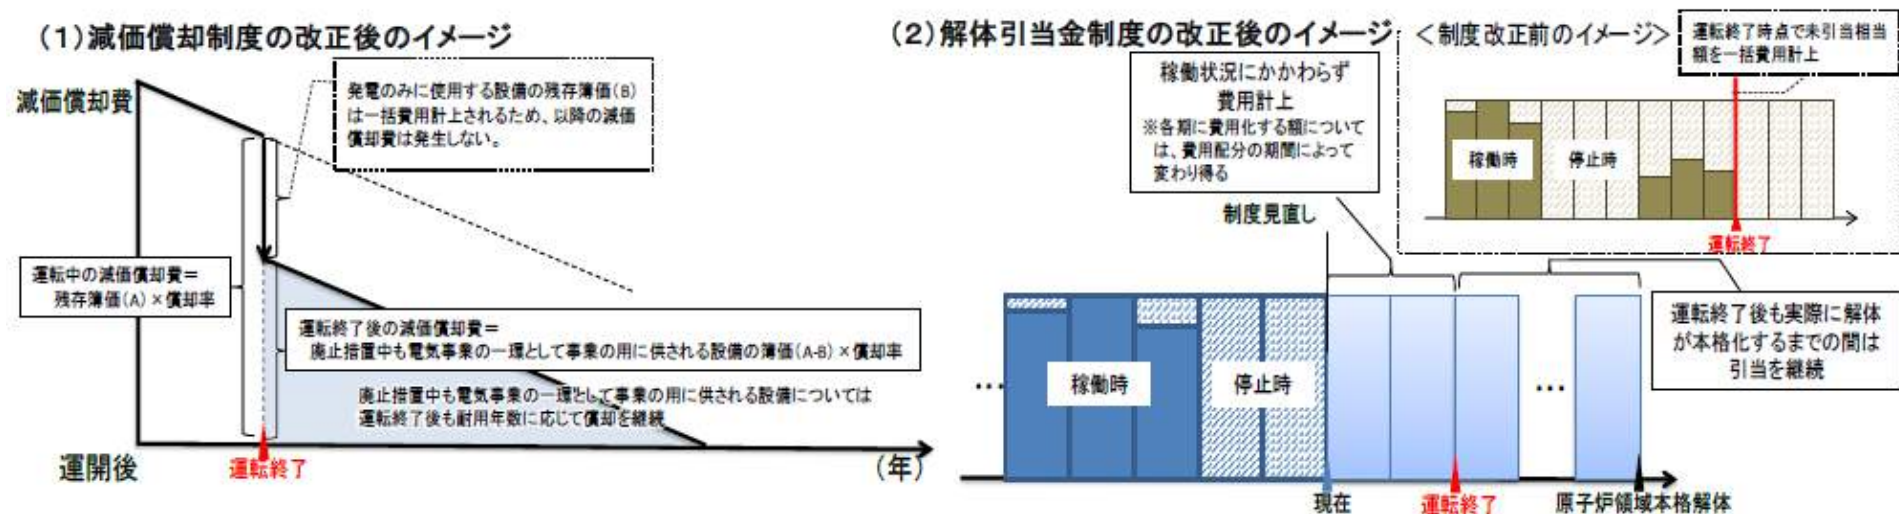 (1)減価償却制度の改正後のイメージ
減価償却費
発電のみに使用する設備の残存簿価(B)
は一括費用計上されるため、以降の減価
償却費は発生しない。
運転中の減価償却費＝
残存簿価(A)×償却率
運転終了後の減価償却費＝
廃止措置中も電気事業の一環として事業の用に供される設備の簿価(A-B)×償却率
廃止措置中も電気事業の一環として事業の用に供される設備については
運転終了後も耐用年数に応じて償却を継続
運開後
運転終了
(年)
(2)解体引当金制度の改正後のイメージ
＜制度改正前のイメージ＞
運転終了時点で未引当相当
額を一括費用計上
稼働時
停止時
運転終了
稼働状況にかかわらず
費用計上
※各期に費用化する額について
は、費用配分の期間によって
変わり得る
制度見直し
運転終了後も実際に解体
が本格化するまでの間は
引当を継続
…
稼働時
停止時
…
現在
運転終了
原子炉領域本格解体